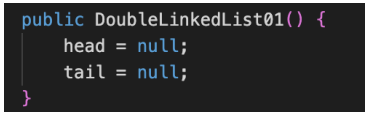 public DoubleLinkedList01() {
    head = null;
    tail = null;
}